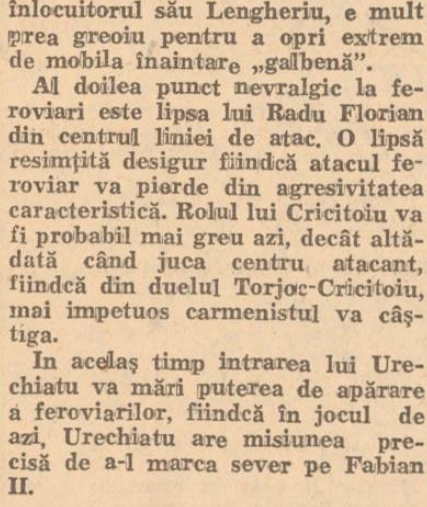 înlocuitorul său Lengheriu, e mult
prea greoiu pentru a opri extrem
de mobila înaintare „galbenă”.
Al doilea punct nevralgic la fe-
roviari este lipsa lui Radu Florian
din centrul liniei de atac. O lipsă
resimțită desigur fiindcă atacul fe-
roviar va pierde din agresivitatea
caracteristică. Rolul lui Cricitoiu va
fi probabil mai greu azi, decât altă-
dată când juca centru atacant,
fiindcă din duelul Torjoc-Cricitoiu,
mai impetuos carmenistul va câș-
tiga.
In acelaş timp intrarea lui Ure-
chiatu va mări puterea de apărare
a feroviarilor, fiindcă în jocul de
azi, Urechiatu are misiunea pre-
cisă de a-l marca sever pe Fabian
II.